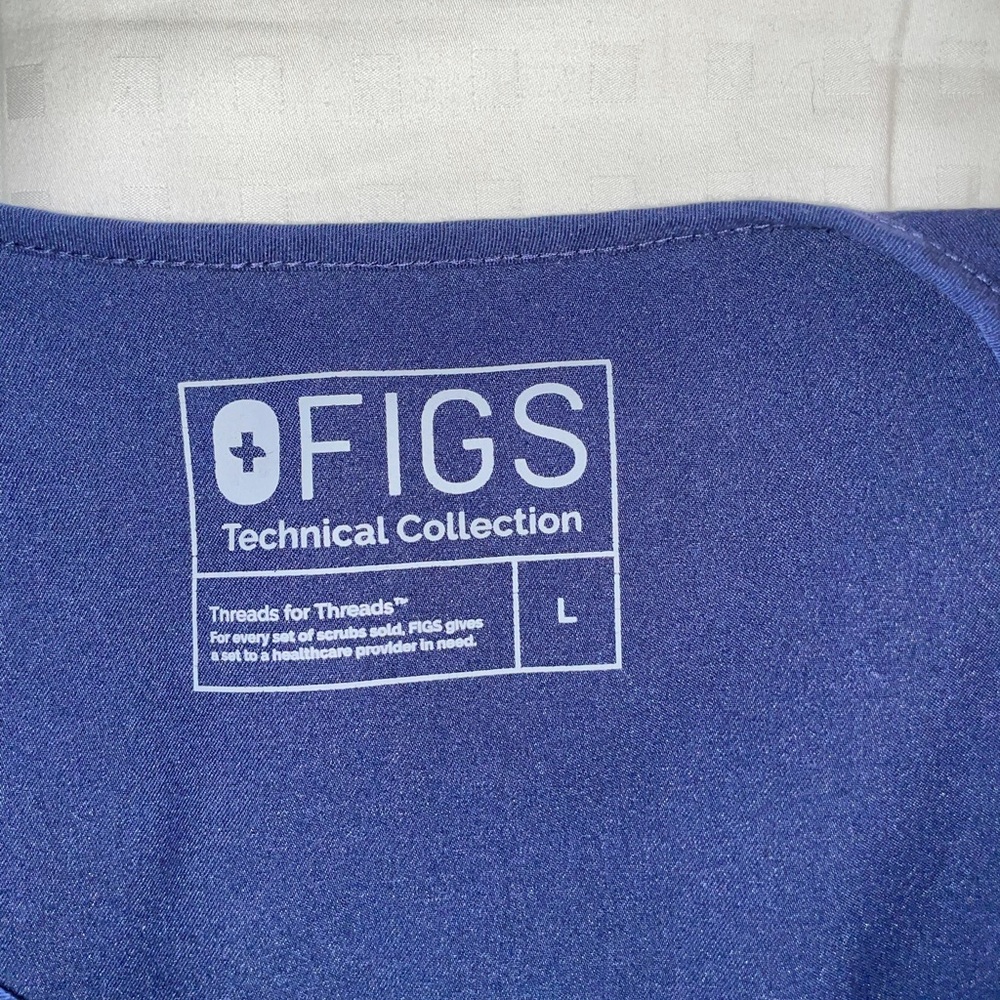 FIGS
Technical Collection
Threads for Threads™
For every set of scrubs sold, FIGS gives
a set to a healthcare provider in need.
L